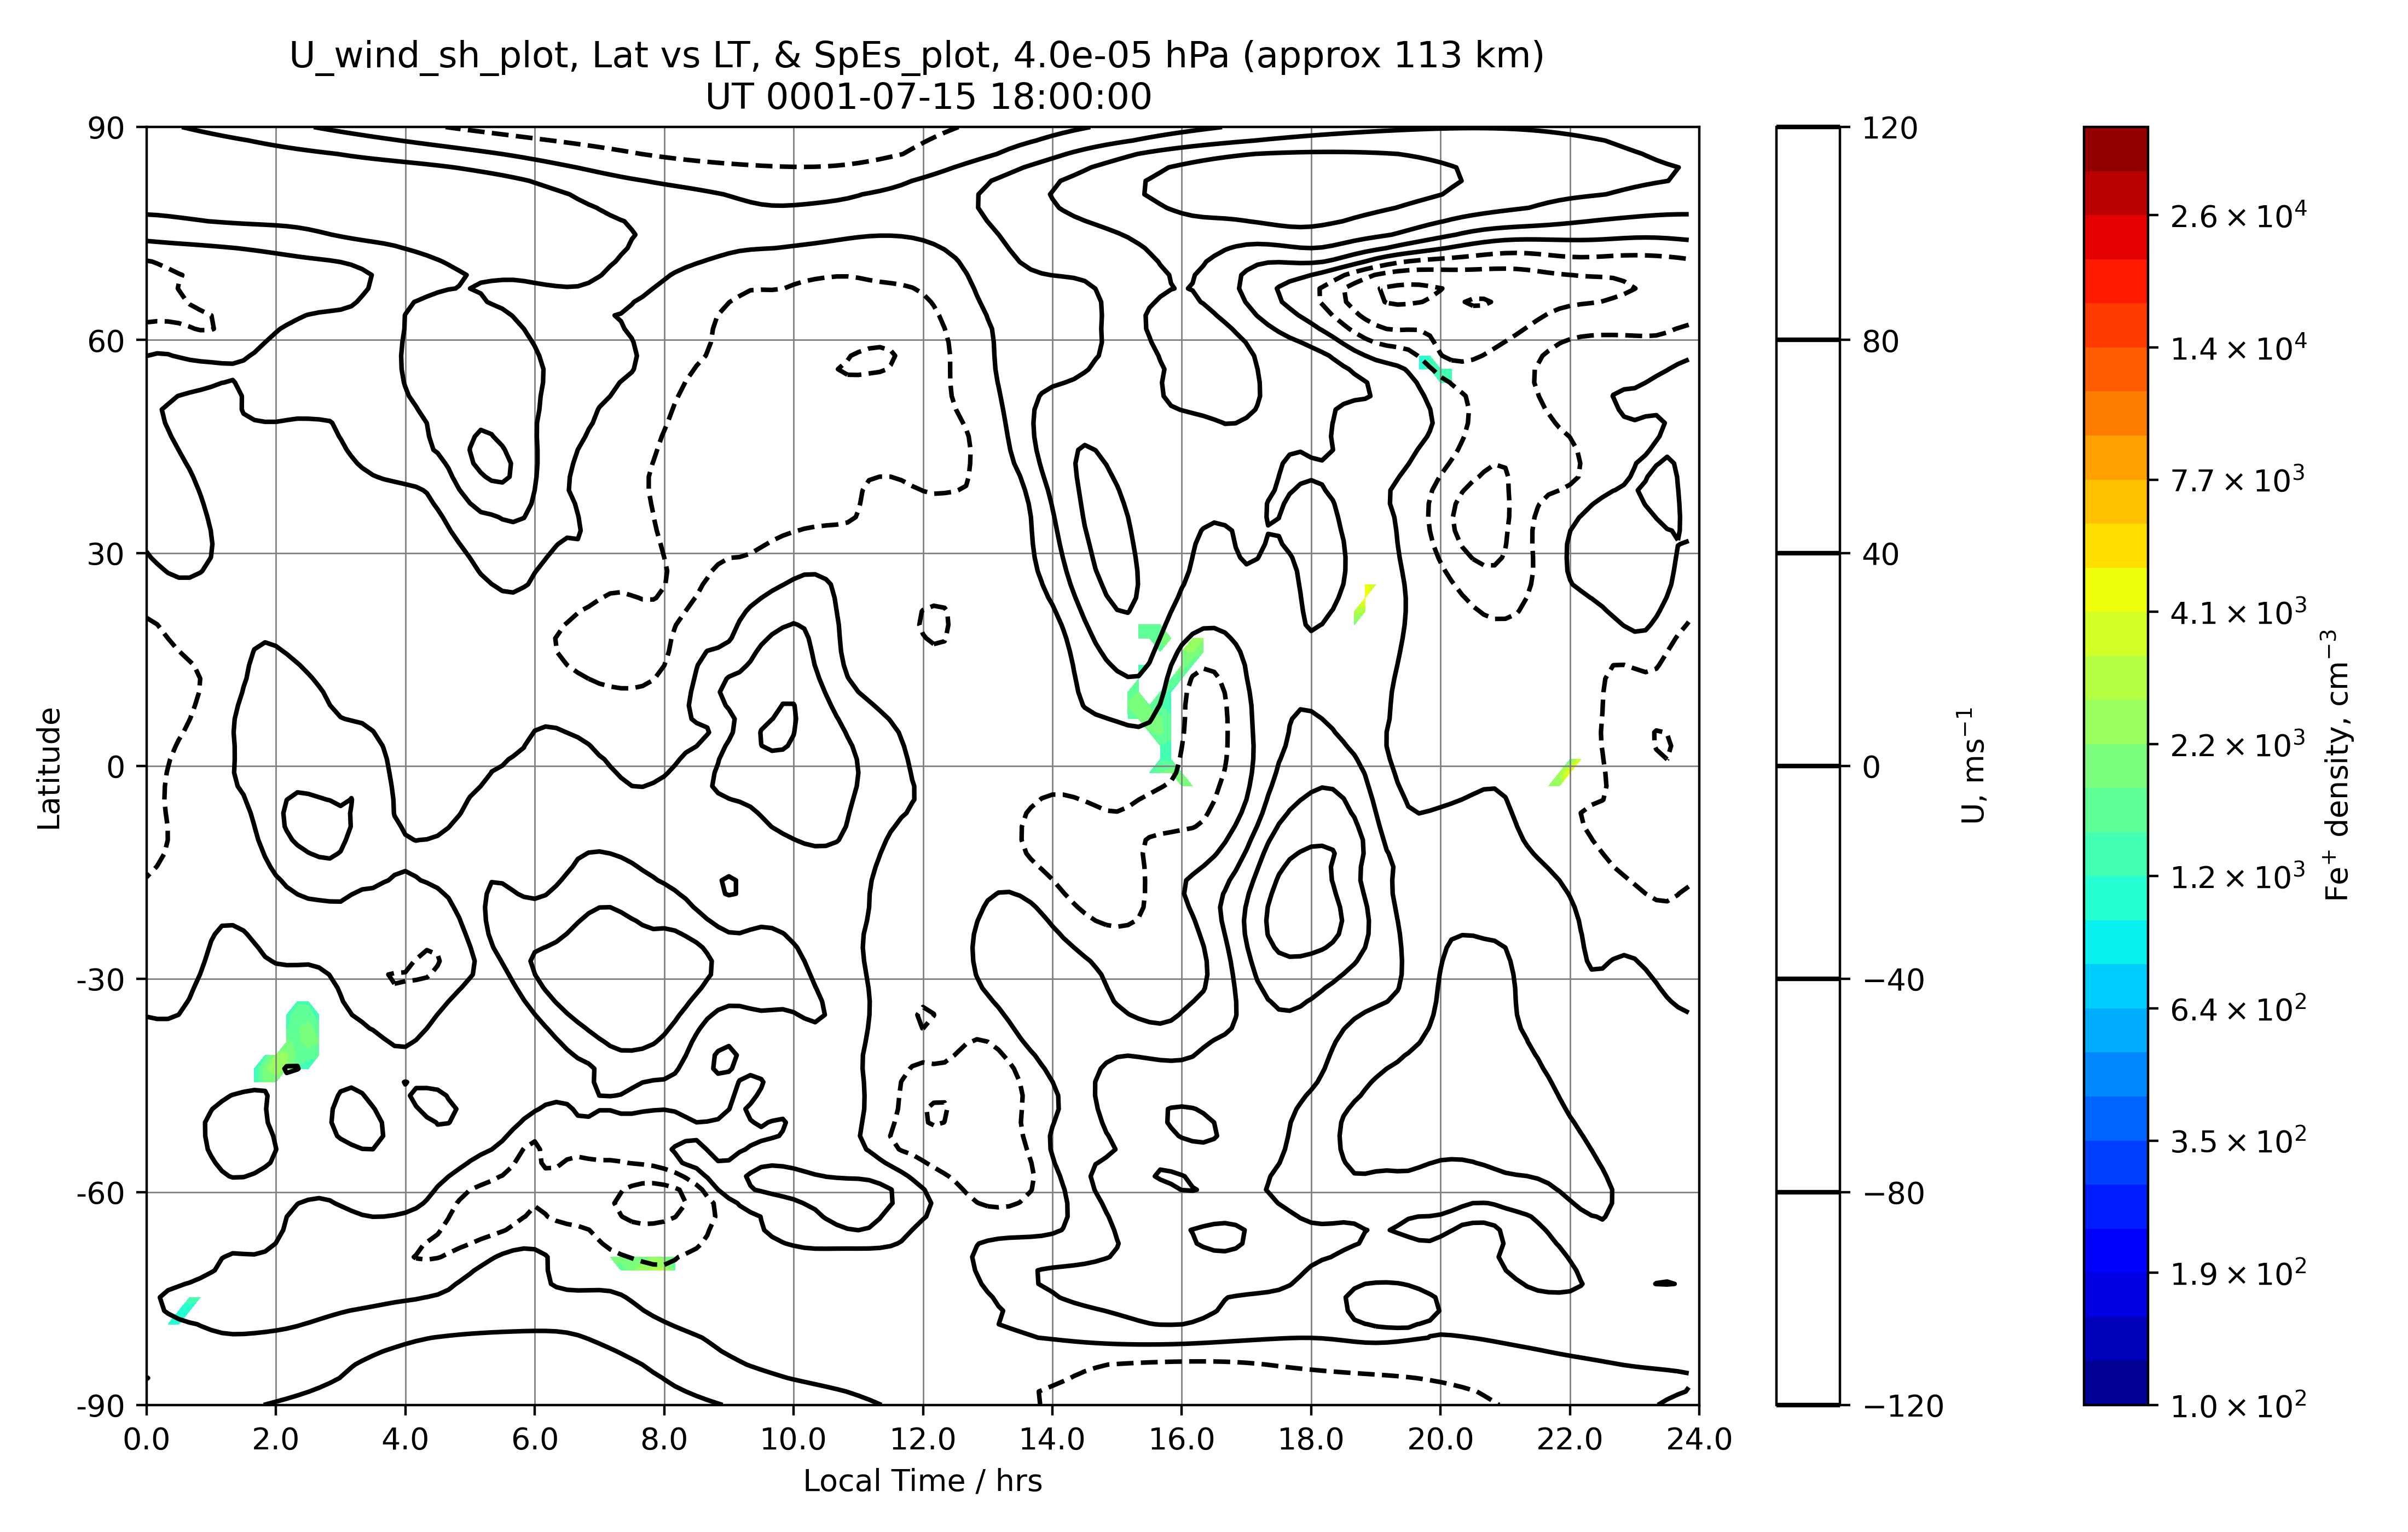 U_wind_sh_plot, Lat vs LT, & SpEs_plot, 4.0e-05 hPa (approx 113 km)
UT 0001-07-15 18:00:00
90
60
30
0
-30
-60
-90
Latitude
0.0 2.0 4.0 6.0 8.0 10.0 12.0 14.0 16.0 18.0 20.0 22.0 24.0
Local Time / hrs
120
80
40
0
−40
−80
−120
U, ms⁻¹
2.6 × 10⁴
1.4 × 10⁴
7.7 × 10³
4.1 × 10³
2.2 × 10³
1.2 × 10³
6.4 × 10²
3.5 × 10²
1.9 × 10²
1.0 × 10²
Fe⁺ density, cm⁻³